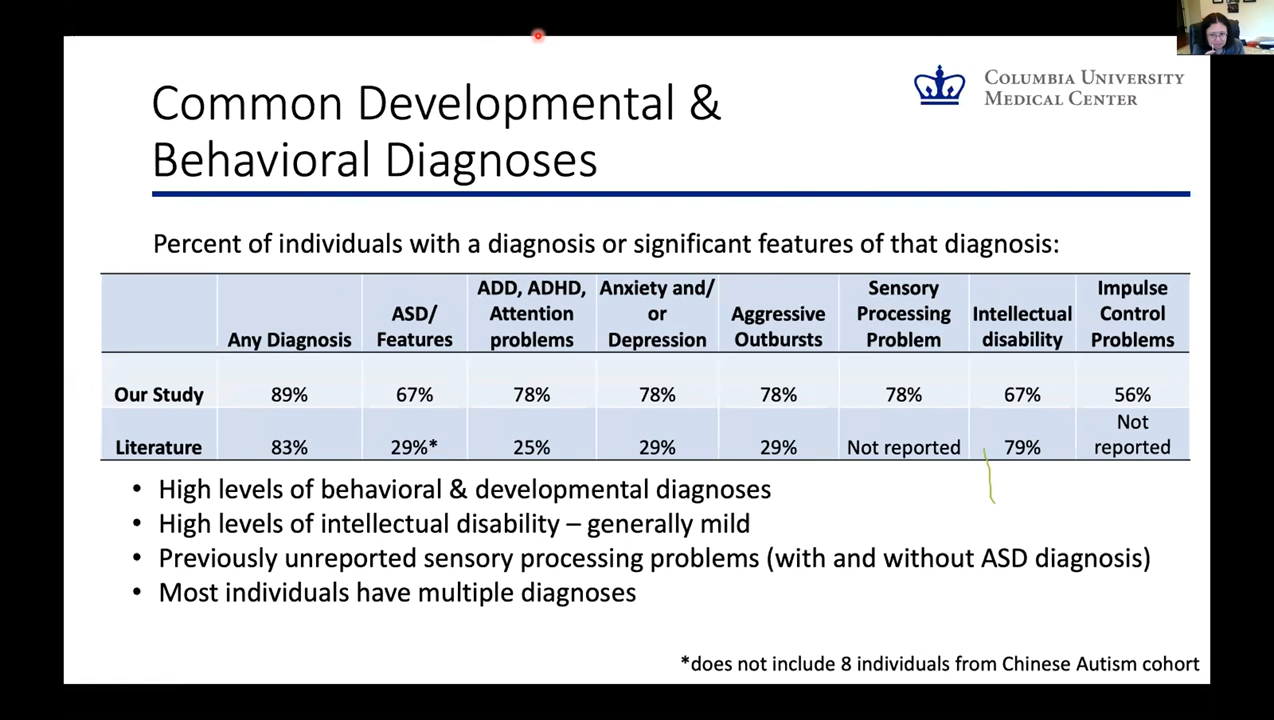 COLUMBIA UNIVERSITY
MEDICAL CENTER
Common Developmental &
Behavioral Diagnoses
Percent of individuals with a diagnosis or significant features of that diagnosis:
Any Diagnosis
ASD/
Features
ADD, ADHD,
Attention
problems
Anxiety and/
or
Depression
Aggressive
Outbursts
Sensory
Processing
Problem
Intellectual
disability
Impulse
Control
Problems
Our Study 89% 67% 78% 78% 78% 78% 67% 56%
Literature 83% 29%* 25% 29% 29% Not reported 79% Not
reported
• High levels of behavioral & developmental diagnoses
• High levels of intellectual disability – generally mild
• Previously unreported sensory processing problems (with and without ASD diagnosis)
• Most individuals have multiple diagnoses
*does not include 8 individuals from Chinese Autism cohort